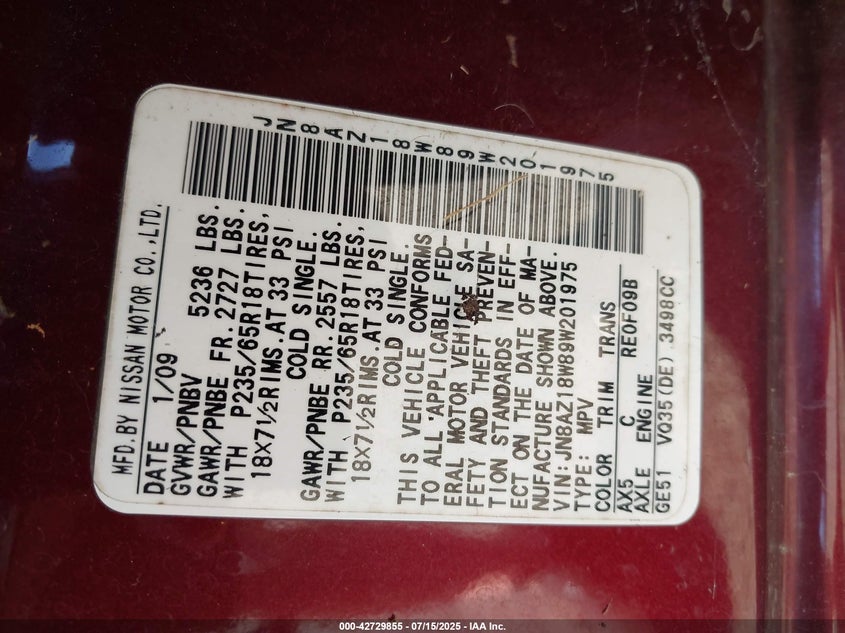 JN8AZ18W89W201975
MFD.BY NISSAN MOTOR CO.,LTD.
DATE 1/09
GVWR/PNBV 5236 LBS.
GAWR/PNBE FR.2727 LBS.
WITH P235/65R18TIRES,
18X7½RIMS.AT 33 PSI
COLD SINGLE.
GAWR/PNBE RR.2557 LBS.
WITH P235/65R18TIRES,
18X7½RIMS.AT 33 PSI
COLD SINGLE.
THIS VEHICLE CONFORMS
TO ALL APPLICABLE FED-
ERAL MOTOR VEHICLE SA-
FETY AND THEFT PREVEN-
TION STANDARDS IN EFF-
ECT ON THE DATE OF MA-
NUFACTURE SHOWN ABOVE.
VIN:JN8AZ18W89W201975
TYPE: MPV
COLOR TRIM TRANS
AX5 C RE0F09B
AXLE ENGINE
GE51 VQ35(DE) 3498CC
000-42729855 - 07/15/2025 - IAA Inc.